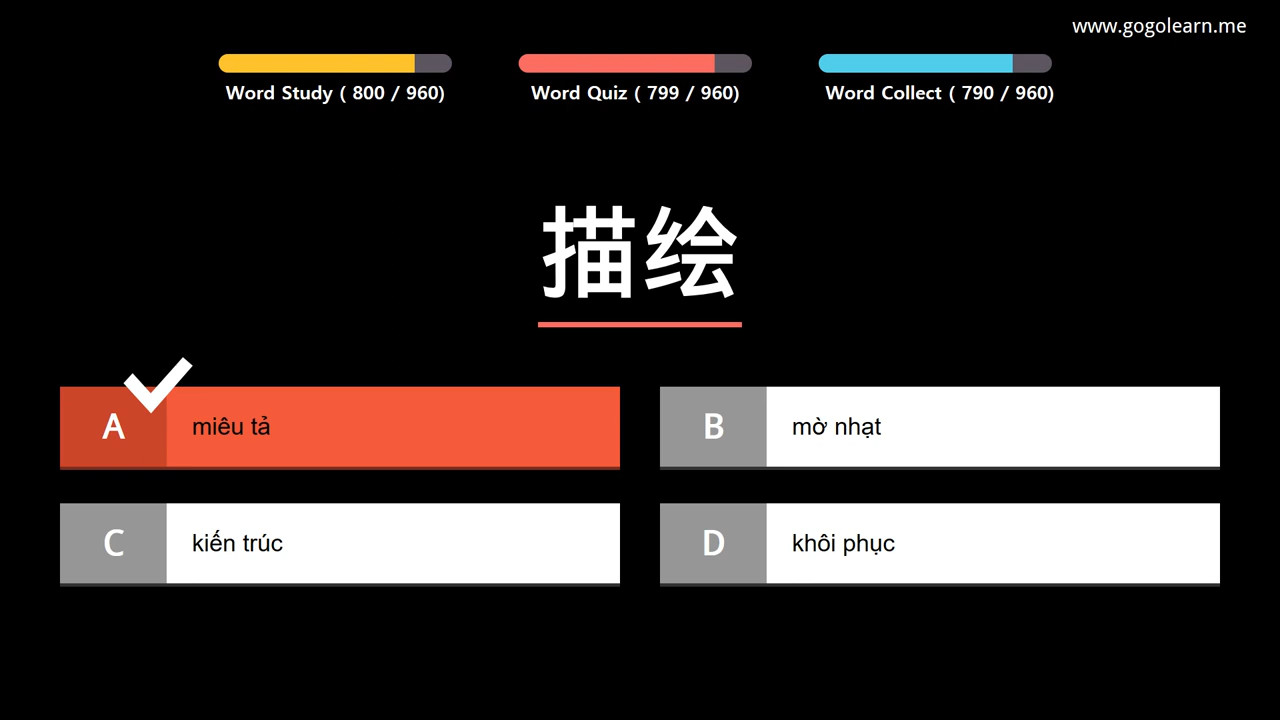 www.gogolearn.me
Word Study ( 800 / 960)
Word Quiz ( 799 / 960)
Word Collect ( 790 / 960)
描绘
A miêu tả
B mờ nhạt
C kiến trúc
D khôi phục